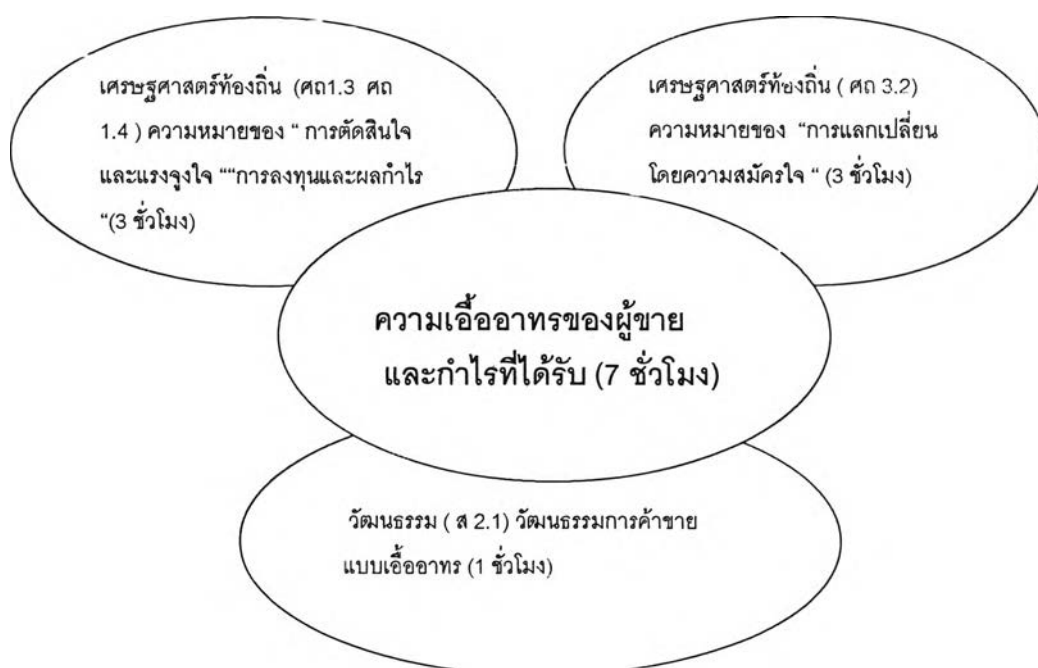 เศรษฐศาสตร์ท้องถิ่น (ศถ1.3 ศถ
1.4 ) ความหมายของ “ การตัดสินใจ
และแรงจูงใจ ““การลงทุนและผลกำไร
“(3 ชั่วโมง)
เศรษฐศาสตร์ท้องถิ่น ( ศถ 3.2)
ความหมายของ “การแลกเปลี่ยน
โดยความสมัครใจ “ (3 ชั่วโมง)
ความเอื้ออาทรของผู้ขาย
และกำไรที่ได้รับ (7 ชั่วโมง)
วัฒนธรรม ( ส 2.1) วัฒนธรรมการค้าขาย
แบบเอื้ออาทร (1 ชั่วโมง)